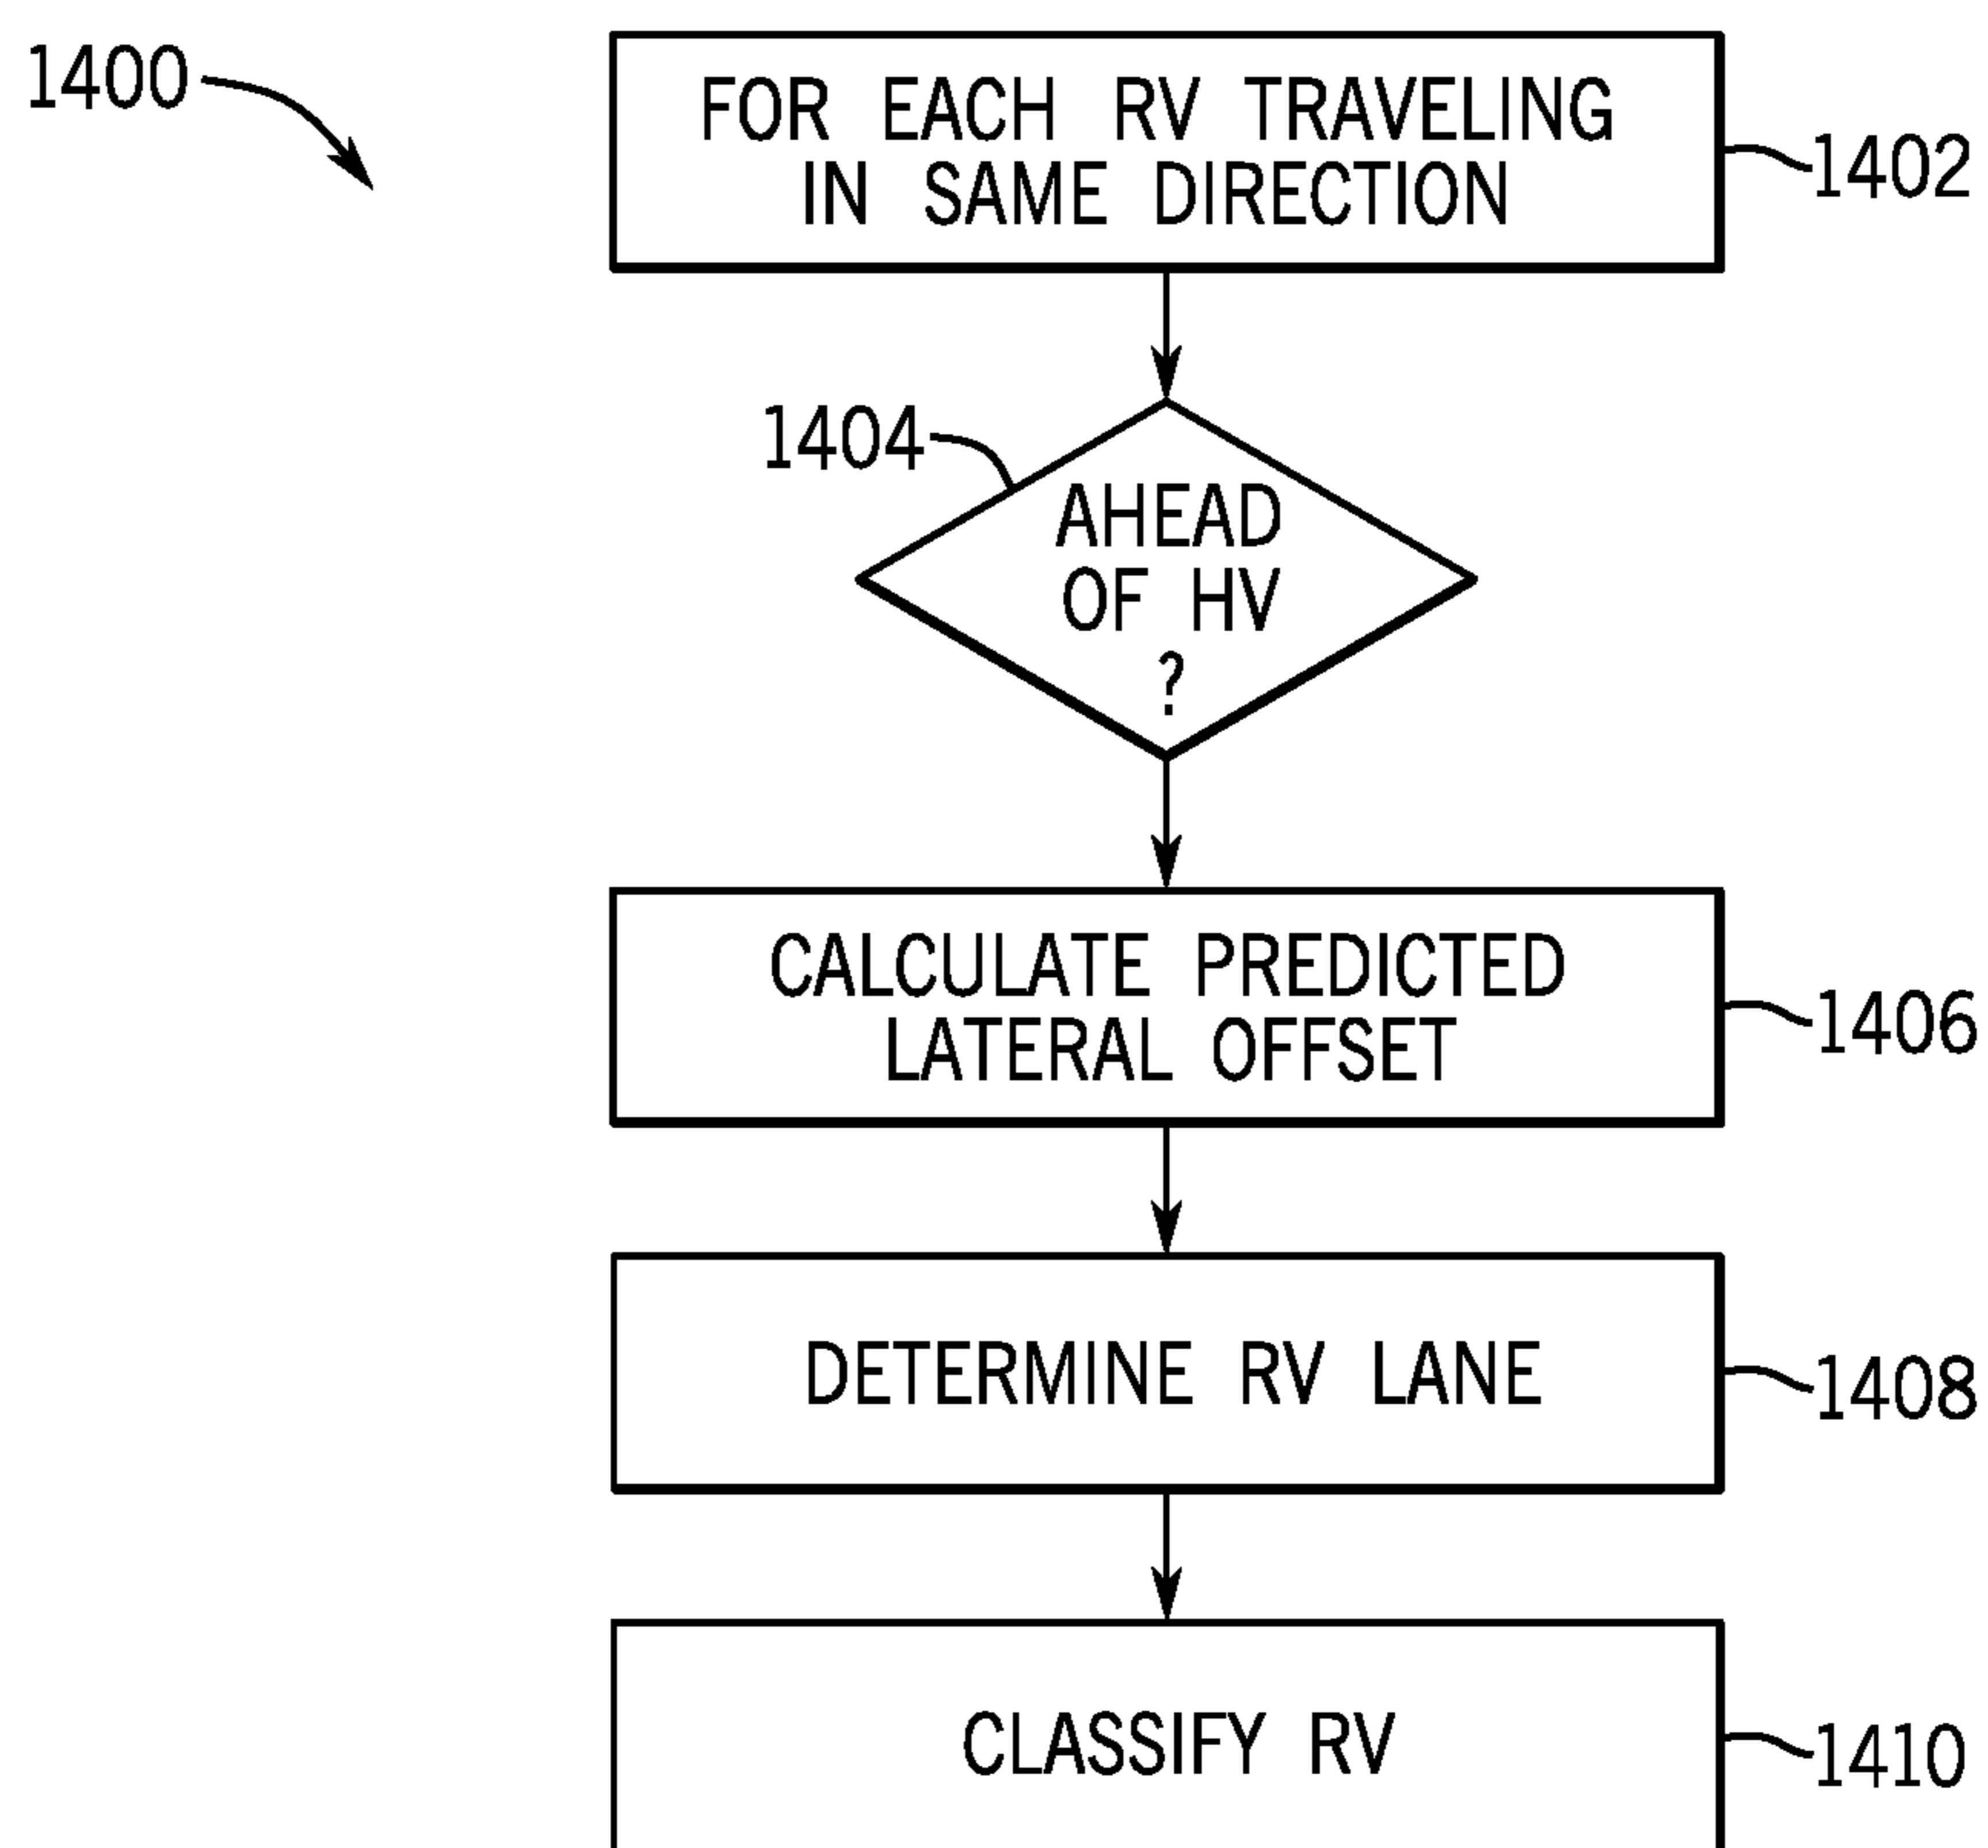 1400
FOR EACH RV TRAVELING
IN SAME DIRECTION
1402
1404
AHEAD
OF HV
?
CALCULATE PREDICTED
LATERAL OFFSET
1406
DETERMINE RV LANE
1408
CLASSIFY RV
1410